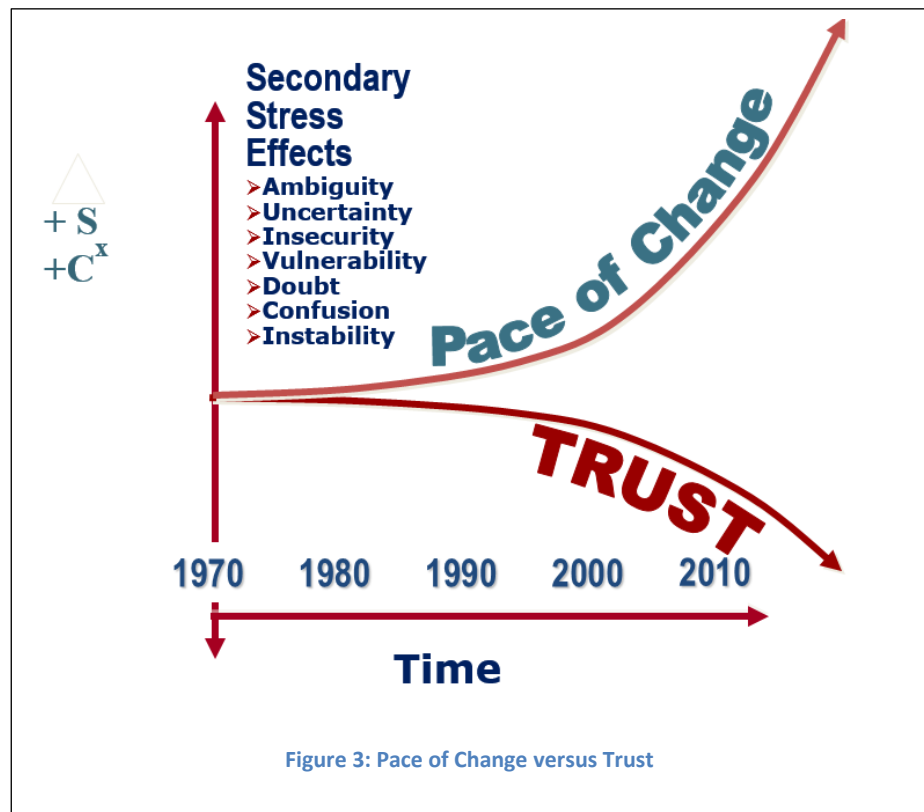 Secondary
Stress
Effects
➢Ambiguity
➢Uncertainty
➢Insecurity
➢Vulnerability
➢Doubt
➢Confusion
➢Instability
+ S
+C^x
Pace of Change
TRUST
1970 1980 1990 2000 2010
Time
Figure 3: Pace of Change versus Trust